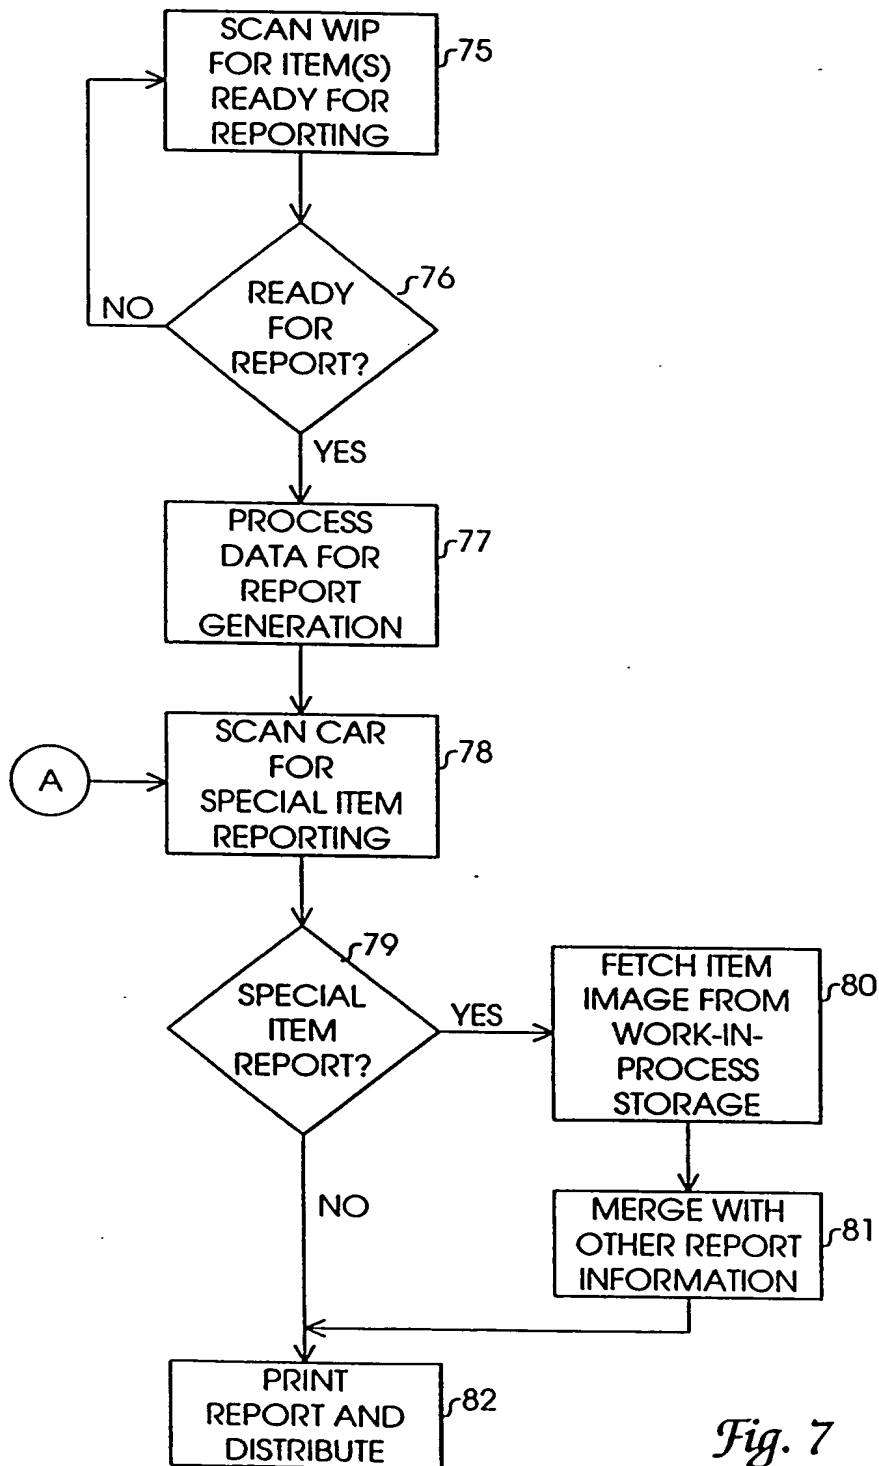 SCAN WIP
FOR ITEM(S)
READY FOR
REPORTING
75
76
READY
FOR
REPORT?
NO
YES
PROCESS
DATA FOR
REPORT
GENERATION
77
SCAN CAR
FOR
SPECIAL ITEM
REPORTING
78
A
79
SPECIAL
ITEM
REPORT?
YES
NO
FETCH ITEM
IMAGE FROM
WORK-IN-
PROCESS
STORAGE
80
MERGE WITH
OTHER REPORT
INFORMATION
81
PRINT
REPORT AND
DISTRIBUTE
82
Fig. 7